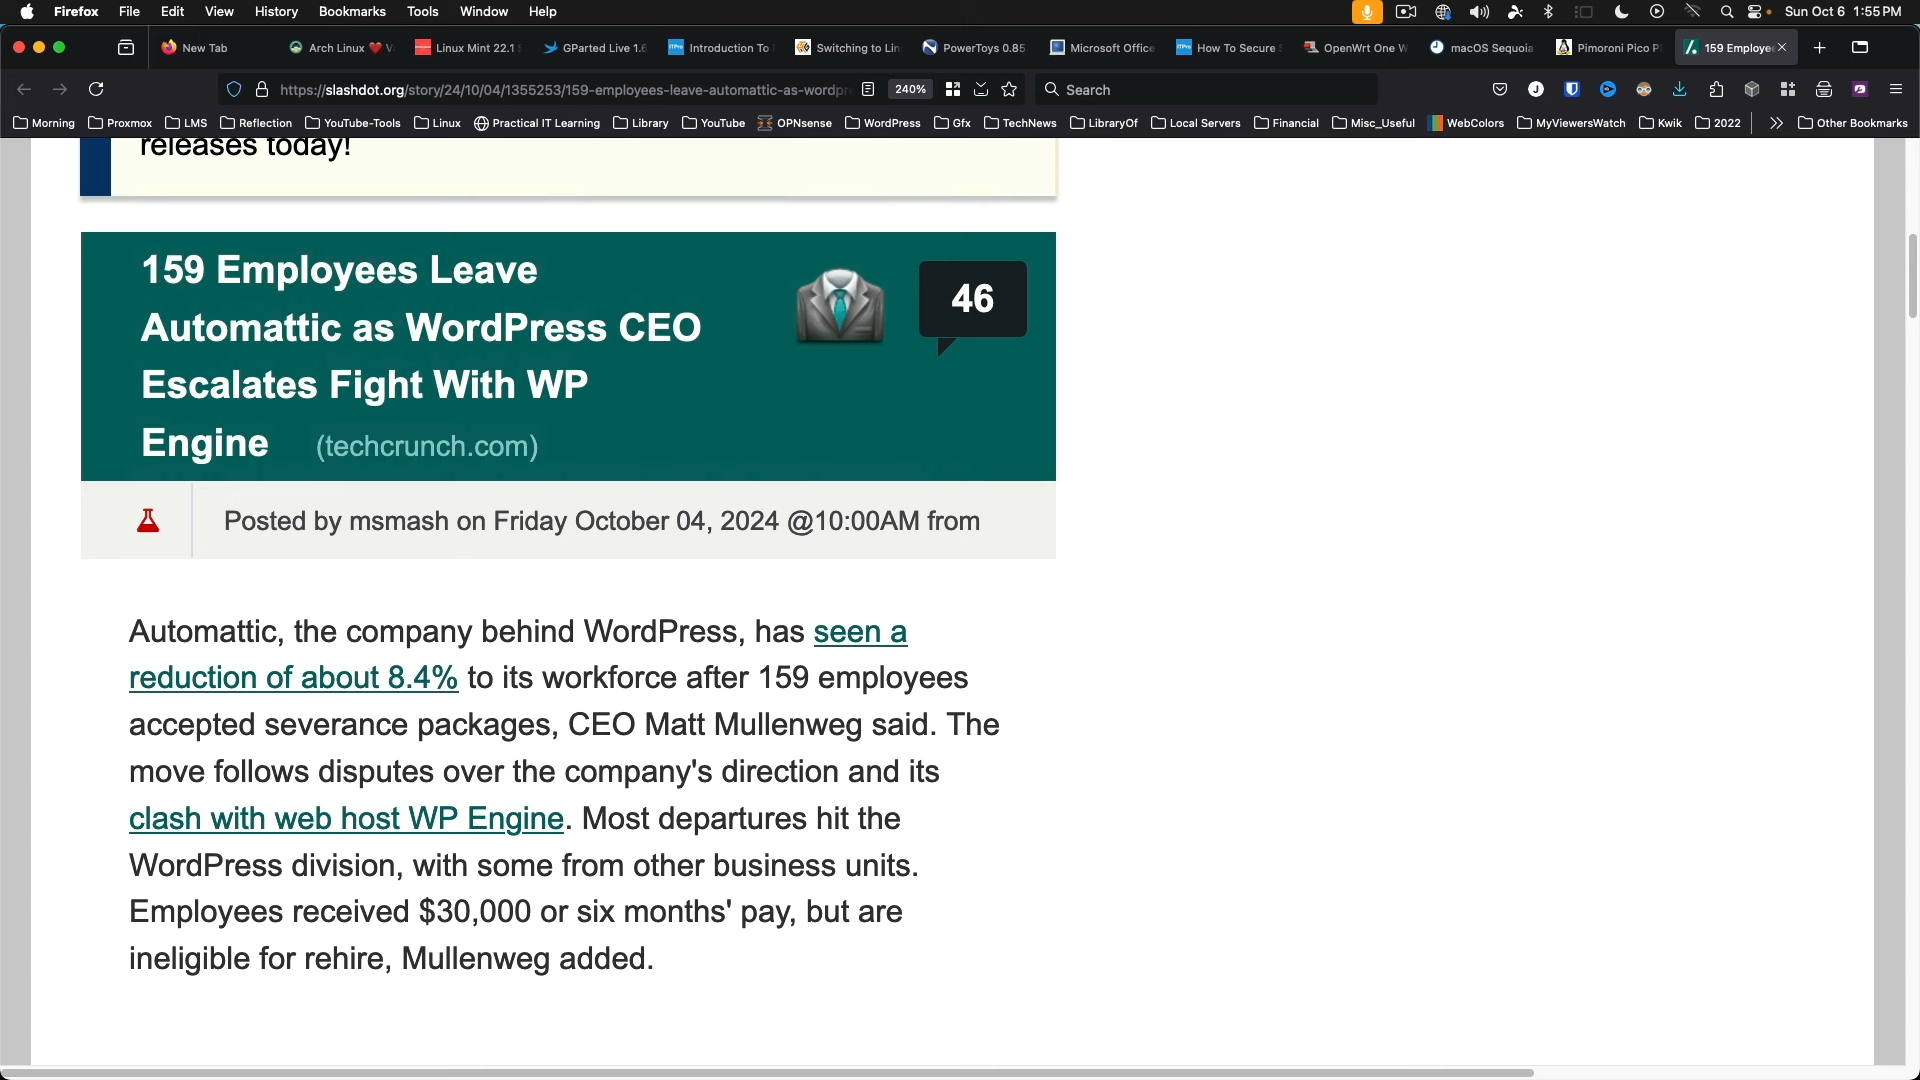 Firefox File Edit View History Bookmarks Tools Window Help Sun Oct 6 1:55 PM
New Tab Arch Linux Linux Mint 22.1 GParted Live 1.6 Introduction To Switching to Lin PowerToys 0.85 Microsoft Office How To Secure OpenWrt One W macOS Sequoia Pimoroni Pico P 159 Employe
https://slashdot.org/story/24/10/04/1355253/159-employees-leave-automattic-as-wordpr 240% Search
Morning Proxmox LMS Reflection YouTube-Tools Linux Practical IT Learning Library YouTube OPNsense WordPress Gfx TechNews LibraryOf Local Servers Financial Misc_Useful WebColors MyViewersWatch Kwik 2022 Other Bookmarks
releases today!
159 Employees Leave
Automattic as WordPress CEO
Escalates Fight With WP
Engine (techcrunch.com)
46
Posted by msmash on Friday October 04, 2024 @10:00AM from
Automattic, the company behind WordPress, has seen a
reduction of about 8.4% to its workforce after 159 employees
accepted severance packages, CEO Matt Mullenweg said. The
move follows disputes over the company's direction and its
clash with web host WP Engine. Most departures hit the
WordPress division, with some from other business units.
Employees received $30,000 or six months' pay, but are
ineligible for rehire, Mullenweg added.